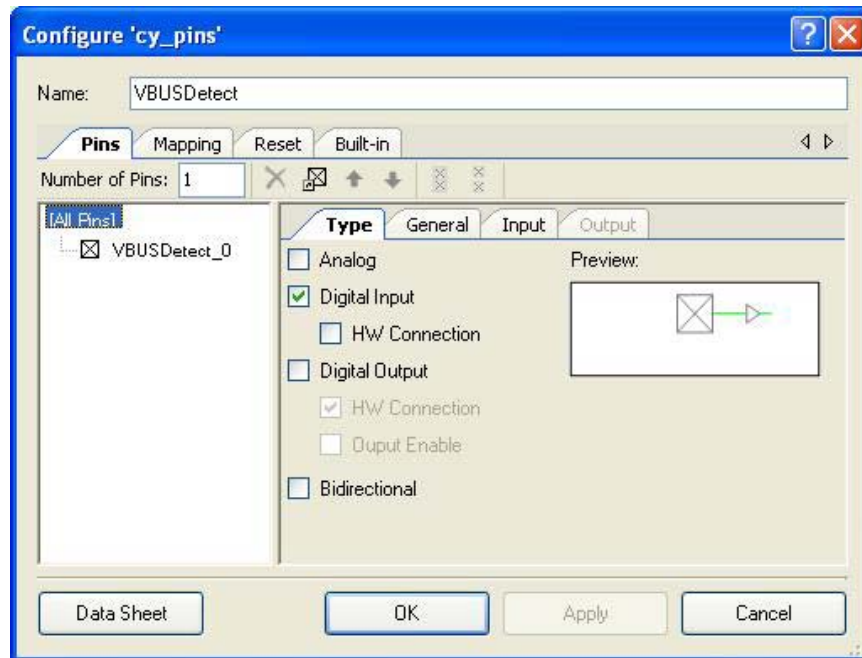 Configure 'cy_pins'
Name: VBUSDetect
Pins Mapping Reset Built-in
Number of Pins: 1
[All Pins]
VBUSDetect_0
Type General Input Output
Analog
Preview:
Digital Input
HW Connection
Digital Output
HW Connection
Ouput Enable
Bidirectional
Data Sheet OK Apply Cancel